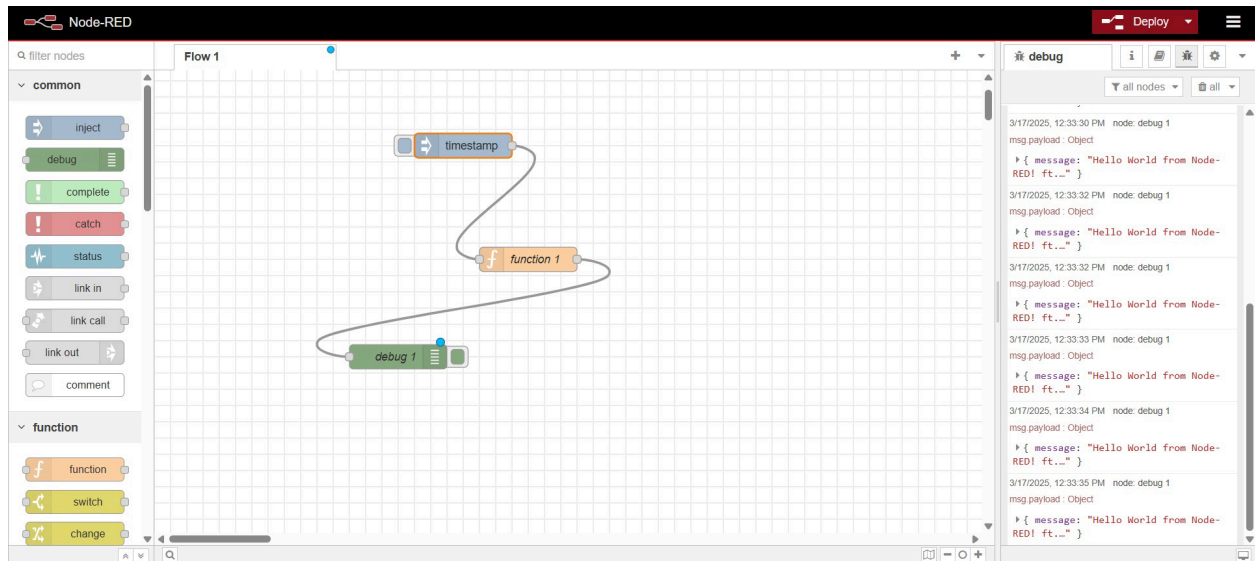 Node-RED
Deploy
filter nodes
common
inject
debug
complete
catch
status
link in
link call
link out
comment
function
function
switch
change
Flow 1
timestamp
function 1
debug 1
debug
i
all nodes
all
3/17/2025, 12:33:30 PM node: debug 1
msg.payload : Object
{ message: "Hello World from Node-
RED! ft.…" }
3/17/2025, 12:33:32 PM node: debug 1
msg.payload : Object
{ message: "Hello World from Node-
RED! ft.…" }
3/17/2025, 12:33:32 PM node: debug 1
msg.payload : Object
{ message: "Hello World from Node-
RED! ft.…" }
3/17/2025, 12:33:33 PM node: debug 1
msg.payload : Object
{ message: "Hello World from Node-
RED! ft.…" }
3/17/2025, 12:33:34 PM node: debug 1
msg.payload : Object
{ message: "Hello World from Node-
RED! ft.…" }
3/17/2025, 12:33:35 PM node: debug 1
msg.payload : Object
{ message: "Hello World from Node-
RED! ft.…" }